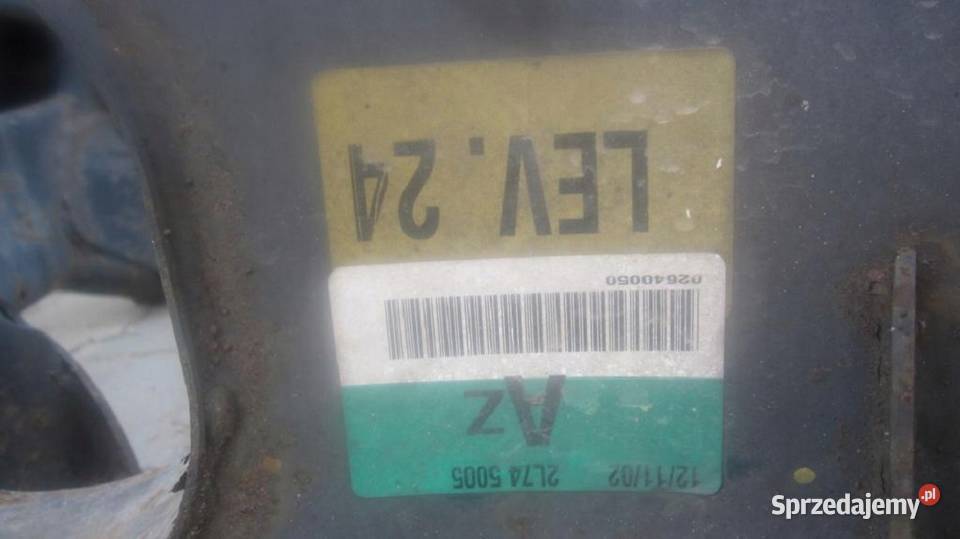 12/11/02 2L74 5005
Az
02640050
LEV. 24
Sprzedajemy.pl